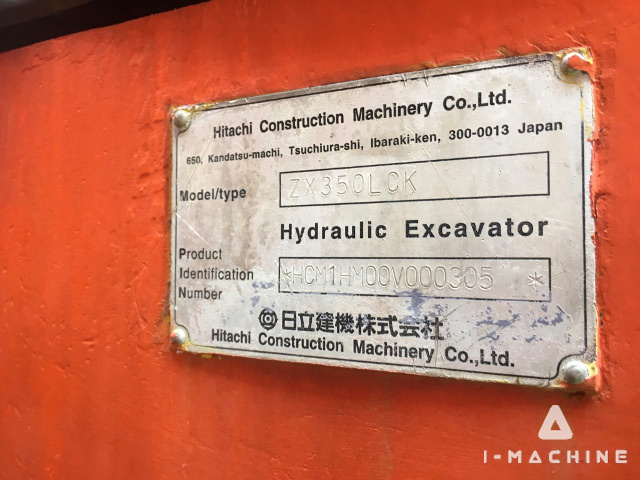 Hitachi Construction Machinery Co.,Ltd.
650, Kandatsu-machi, Tsuchiura-shi, Ibaraki-ken, 300-0013 Japan
Model/type ZX350LCK
Hydraulic Excavator
Product
Identification *HCM1HM00V000305 *
Number
日立建機株式会社
Hitachi Construction Machinery Co.,Ltd.
I-MACHINE